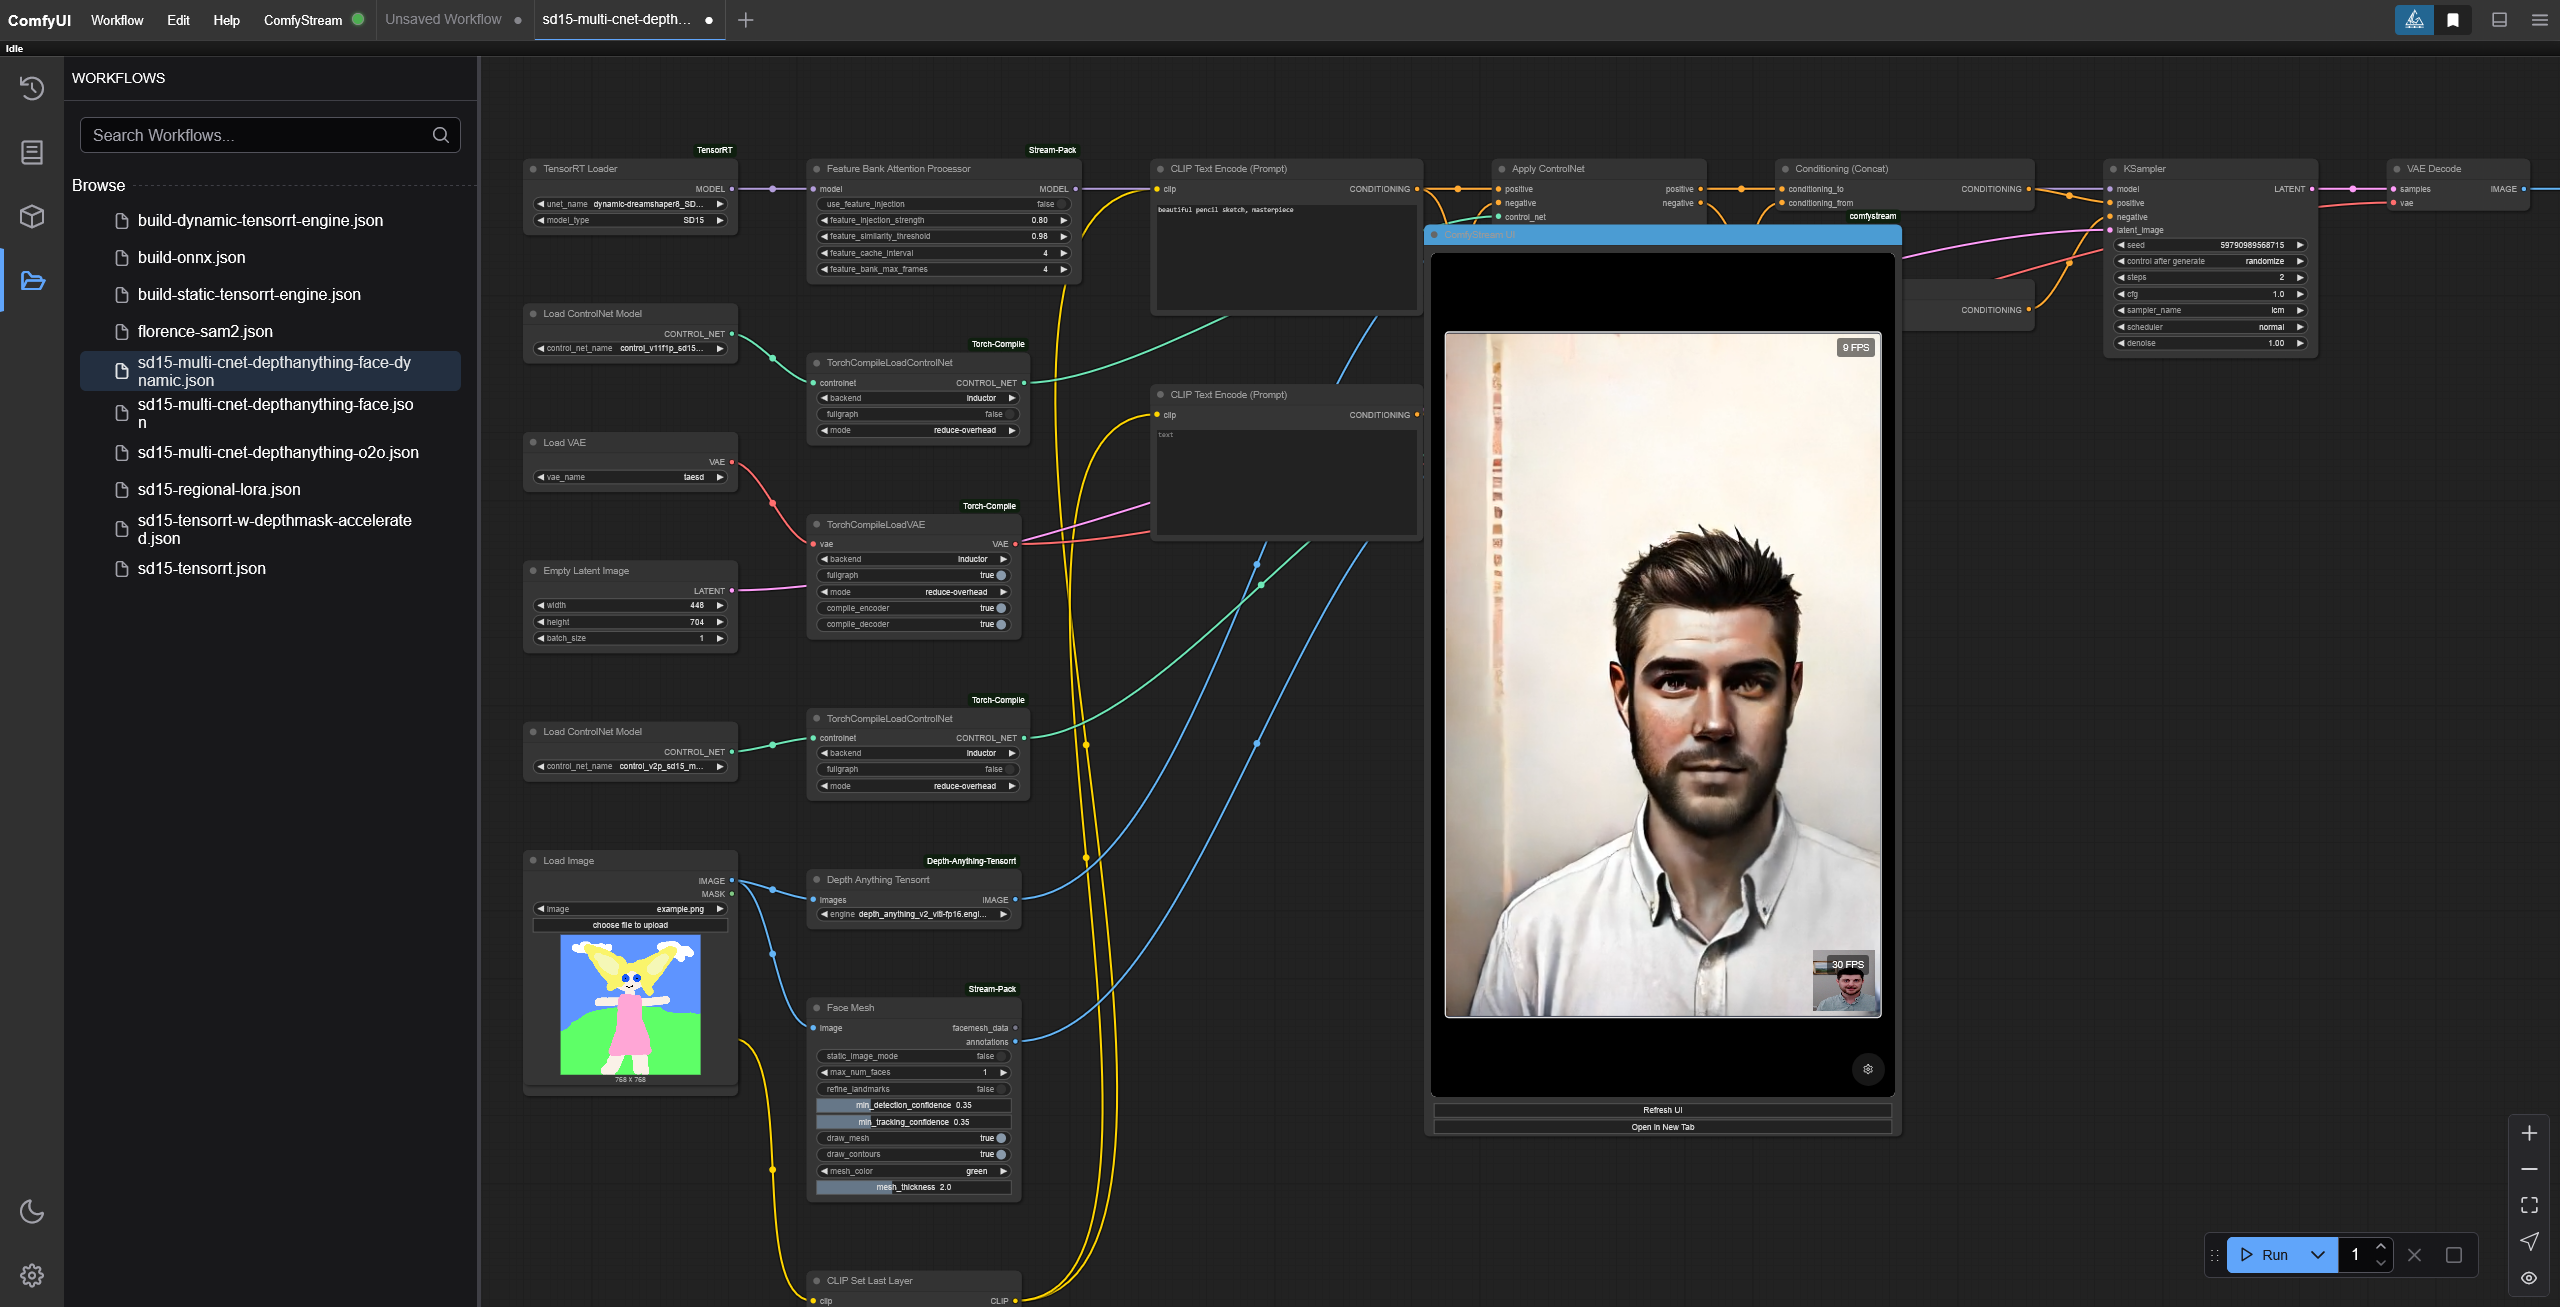 ComfyUI Workflow Edit Help ComfyStream Unsaved Workflow sd15-multi-cnet-depth...
Idle
WORKFLOWS
Search Workflows...
Browse
build-dynamic-tensorrt-engine.json
build-onnx.json
build-static-tensorrt-engine.json
florence-sam2.json
sd15-multi-cnet-depthanything-face-dy
namic.json
sd15-multi-cnet-depthanything-face.jso
n
sd15-multi-cnet-depthanything-o2o.json
sd15-regional-lora.json
sd15-tensorrt-w-depthmask-accelerate
d.json
sd15-tensorrt.json
TensorRT
TensorRT Loader
MODEL
unet_name dynamic-dreamshaper8_SD...
model_type SD15
Load ControlNet Model
CONTROL_NET
control_net_name control_v11f1p_sd15...
Load VAE
VAE
vae_name taesd
Empty Latent Image
LATENT
width 448
height 704
batch_size 1
Load ControlNet Model
CONTROL_NET
control_net_name control_v2p_sd15_m...
Load Image
IMAGE
MASK
image example.png
choose file to upload
768 x 768
Stream-Pack
Feature Bank Attention Processor
model MODEL
use_feature_injection false
feature_injection_strength 0.80
feature_similarity_threshold 0.98
feature_cache_interval 4
feature_bank_max_frames 4
Torch-Compile
TorchCompileLoadControlNet
controlnet CONTROL_NET
backend inductor
fullgraph false
mode reduce-overhead
Torch-Compile
TorchCompileLoadVAE
vae VAE
backend inductor
fullgraph true
mode reduce-overhead
compile_encoder true
compile_decoder true
Torch-Compile
TorchCompileLoadControlNet
controlnet CONTROL_NET
backend inductor
fullgraph false
mode reduce-overhead
Depth-Anything-Tensorrt
Depth Anything Tensorrt
images IMAGE
engine depth_anything_v2_vitl-fp16.engi...
Stream-Pack
Face Mesh
image facemesh_data
annotations
static_image_mode false
max_num_faces 1
refine_landmarks false
min_detection_confidence 0.35
min_tracking_confidence 0.35
draw_mesh true
draw_contours true
mesh_color green
mesh_thickness 2.0
CLIP Set Last Layer
clip CLIP
CLIP Text Encode (Prompt)
clip CONDITIONING
beautiful pencil sketch, masterpiece
CLIP Text Encode (Prompt)
clip CONDITIONING
text
Apply ControlNet
positive positive
negative negative
control_net
Conditioning (Concat)
conditioning_to CONDITIONING
conditioning_from
comfystream
ComfyStream UI
9 FPS
30 FPS
Refresh UI
Open In New Tab
CONDITIONING
KSampler
model LATENT
positive
negative
latent_image
seed 59790989568715
control after generate randomize
steps 2
cfg 1.0
sampler_name lcm
scheduler normal
denoise 1.00
VAE Decode
samples IMAGE
vae
Run 1